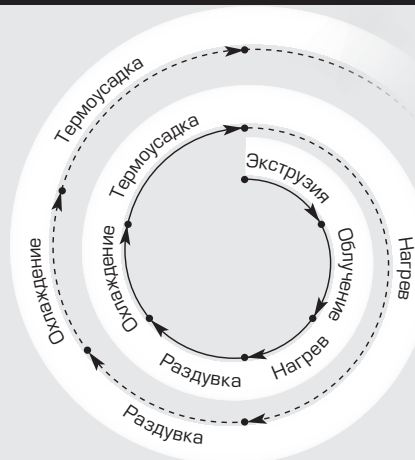 Экструзия
Облучение
Нагрев
Раздувка
Охлаждение
Термоусадка
Нагрев
Раздувка
Охлаждение
Термоусадка